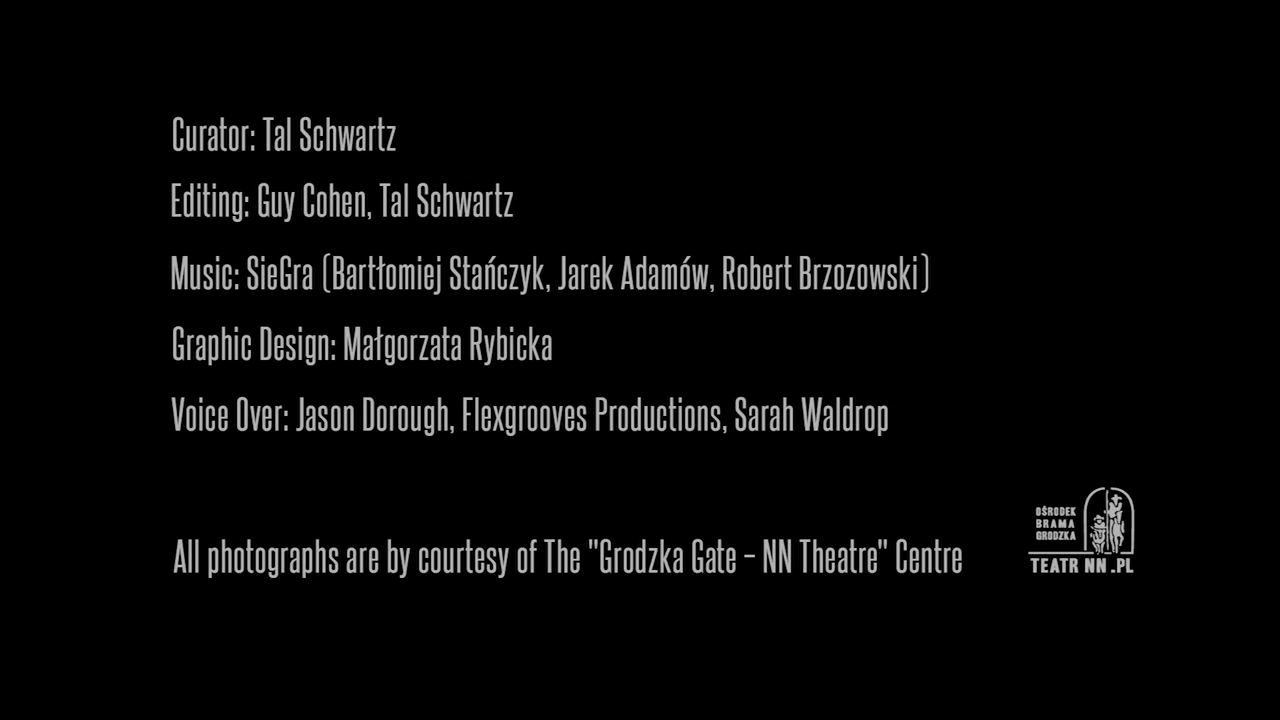 Curator: Tal Schwartz
Editing: Guy Cohen, Tal Schwartz
Music: SieGra (Bartłomiej Stańczyk, Jarek Adamów, Robert Brzozowski)
Graphic Design: Małgorzata Rybicka
Voice Over: Jason Dorough, Flexgrooves Productions, Sarah Waldrop
All photographs are by courtesy of The "Grodzka Gate – NN Theatre" Centre
OŚRODEK
BRAMA
GRODZKA
TEATR NN .PL